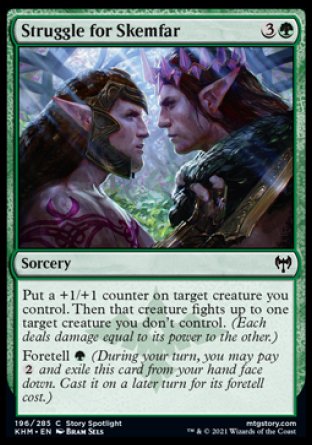 Struggle for Skemfar 3
Sorcery
Put a +1/+1 counter on target creature you
control. Then that creature fights up to one
target creature you don't control. (Each
deals damage equal to its power to the other.)
Foretell (During your turn, you may pay
2 and exile this card from your hand face
down. Cast it on a later turn for its foretell
cost.)
196/285 C Story Spotlight mtgstory.com
KHM • EN Bram Sels ™ & © 2021 Wizards of the Coast